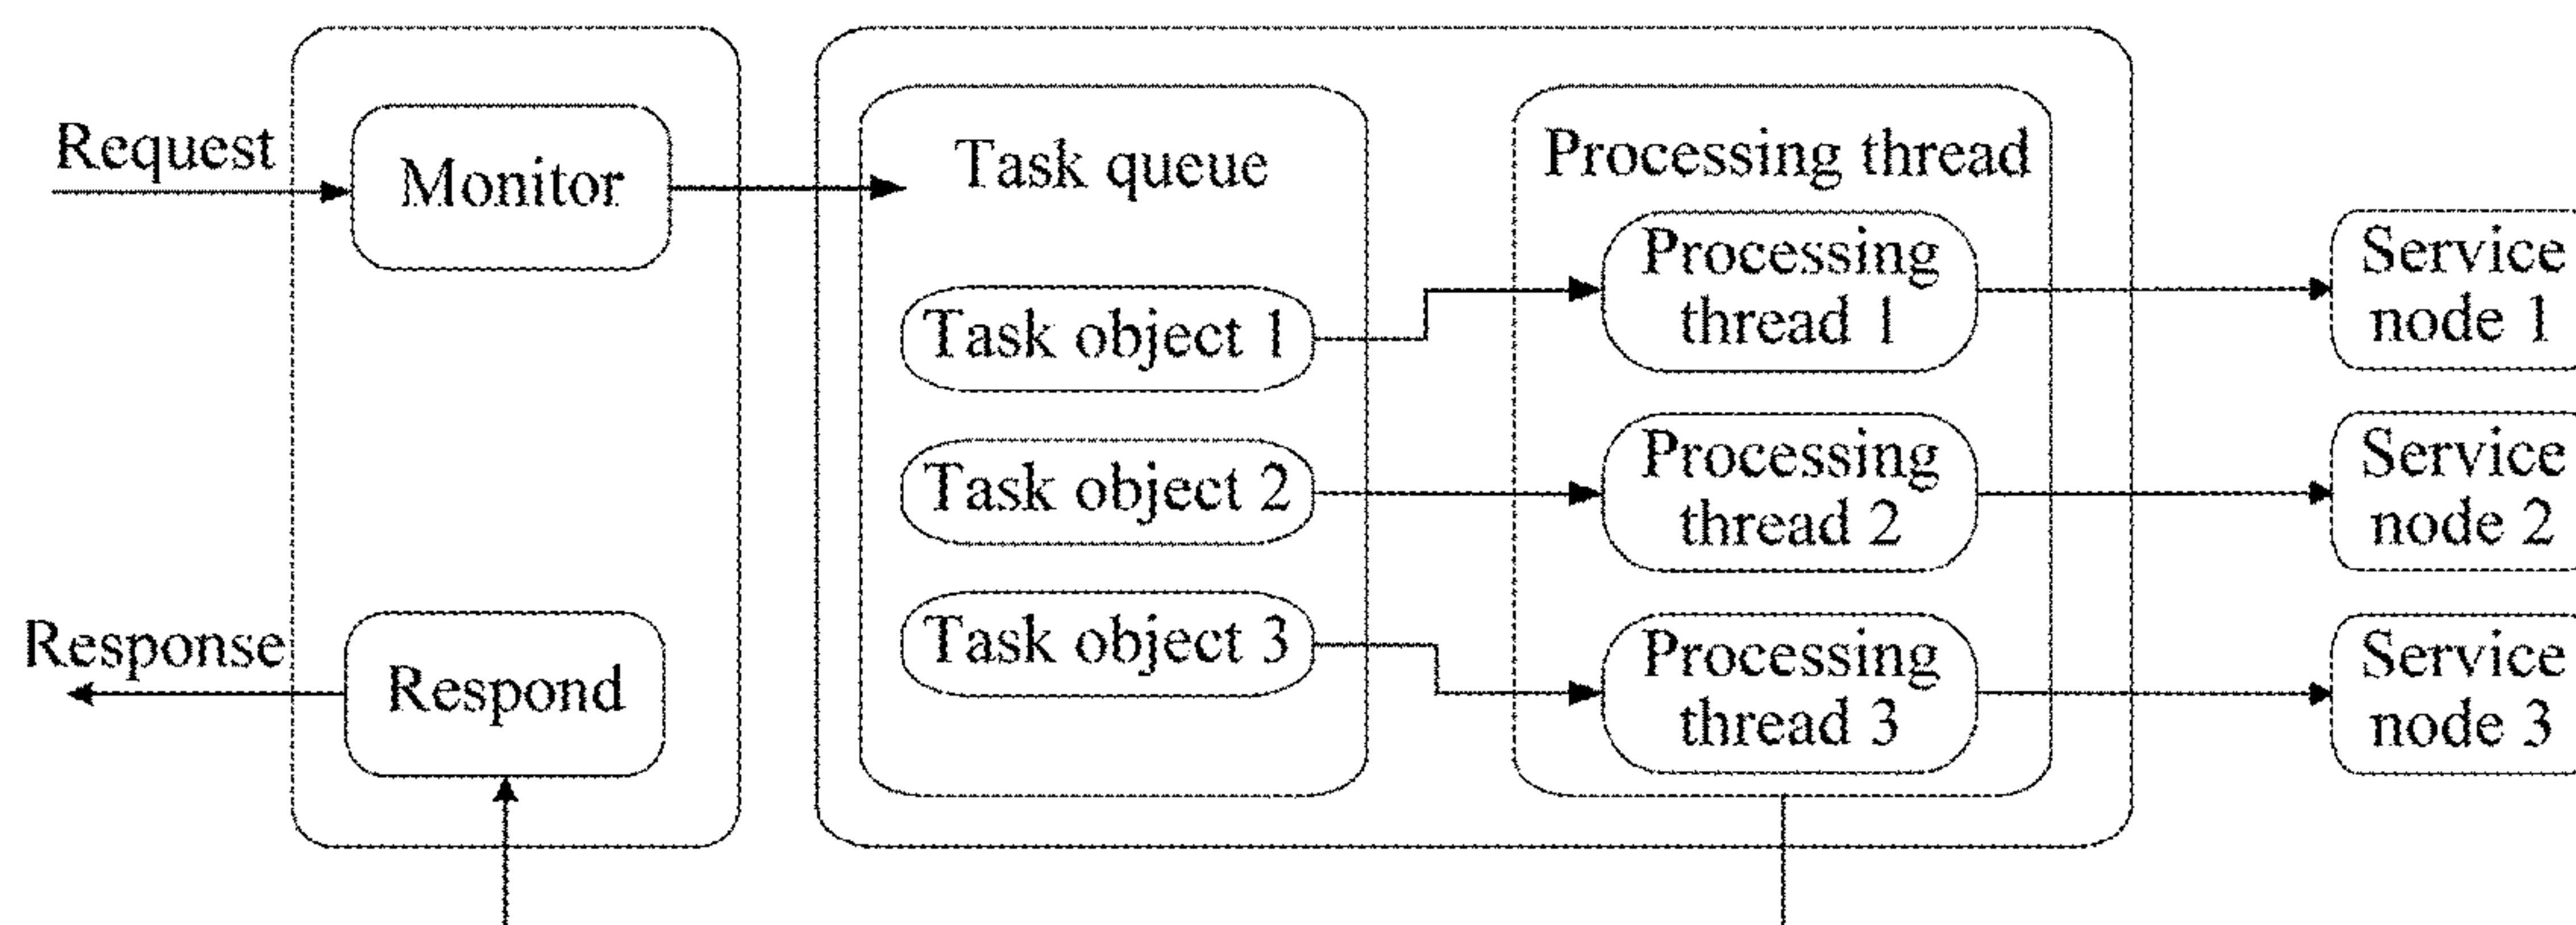 Request
Monitor
Response
Respond
Task queue
Task object 1
Task object 2
Task object 3
Processing thread
Processing
thread 1
Processing
thread 2
Processing
thread 3
Service
node 1
Service
node 2
Service
node 3